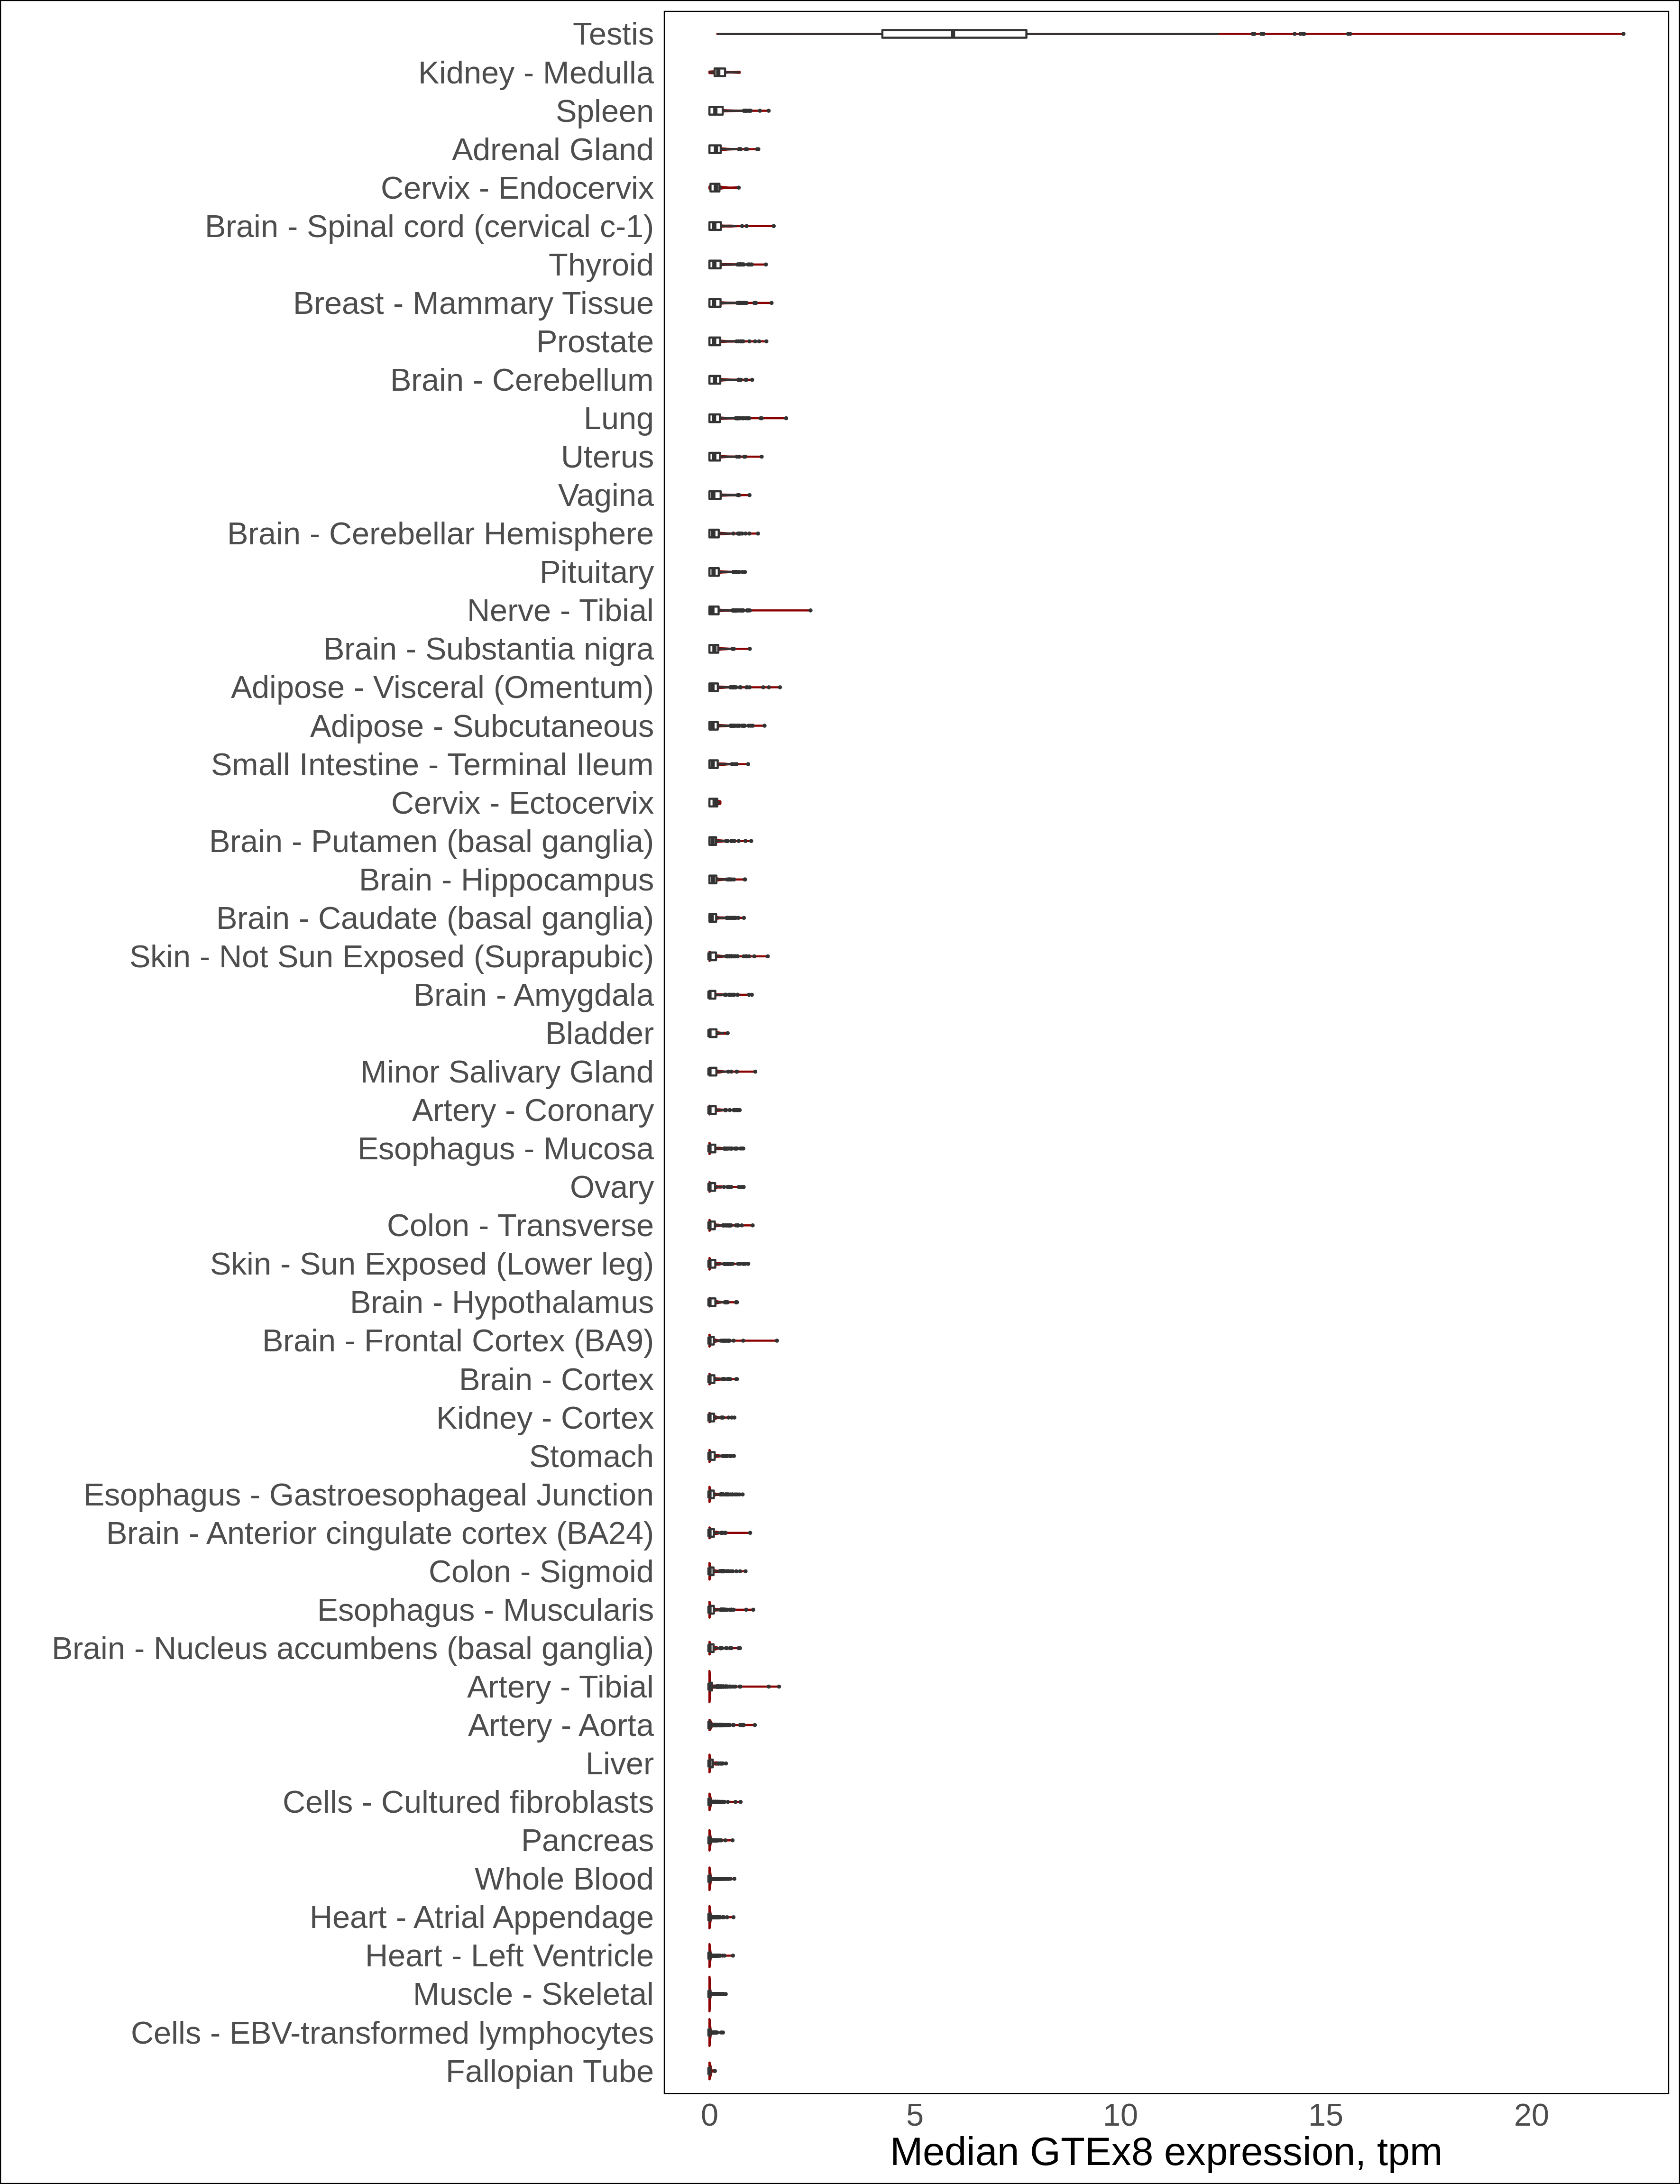 Testis
Kidney - Medulla
Spleen
Adrenal Gland
Cervix - Endocervix
Brain - Spinal cord (cervical c-1)
Thyroid
Breast - Mammary Tissue
Prostate
Brain - Cerebellum
Lung
Uterus
Vagina
Brain - Cerebellar Hemisphere
Pituitary
Nerve - Tibial
Brain - Substantia nigra
Adipose - Visceral (Omentum)
Adipose - Subcutaneous
Small Intestine - Terminal Ileum
Cervix - Ectocervix
Brain - Putamen (basal ganglia)
Brain - Hippocampus
Brain - Caudate (basal ganglia)
Skin - Not Sun Exposed (Suprapubic)
Brain - Amygdala
Bladder
Minor Salivary Gland
Artery - Coronary
Esophagus - Mucosa
Ovary
Colon - Transverse
Skin - Sun Exposed (Lower leg)
Brain - Hypothalamus
Brain - Frontal Cortex (BA9)
Brain - Cortex
Kidney - Cortex
Stomach
Esophagus - Gastroesophageal Junction
Brain - Anterior cingulate cortex (BA24)
Colon - Sigmoid
Esophagus - Muscularis
Brain - Nucleus accumbens (basal ganglia)
Artery - Tibial
Artery - Aorta
Liver
Cells - Cultured fibroblasts
Pancreas
Whole Blood
Heart - Atrial Appendage
Heart - Left Ventricle
Muscle - Skeletal
Cells - EBV-transformed lymphocytes
Fallopian Tube
0 5 10 15 20
Median GTEx8 expression, tpm